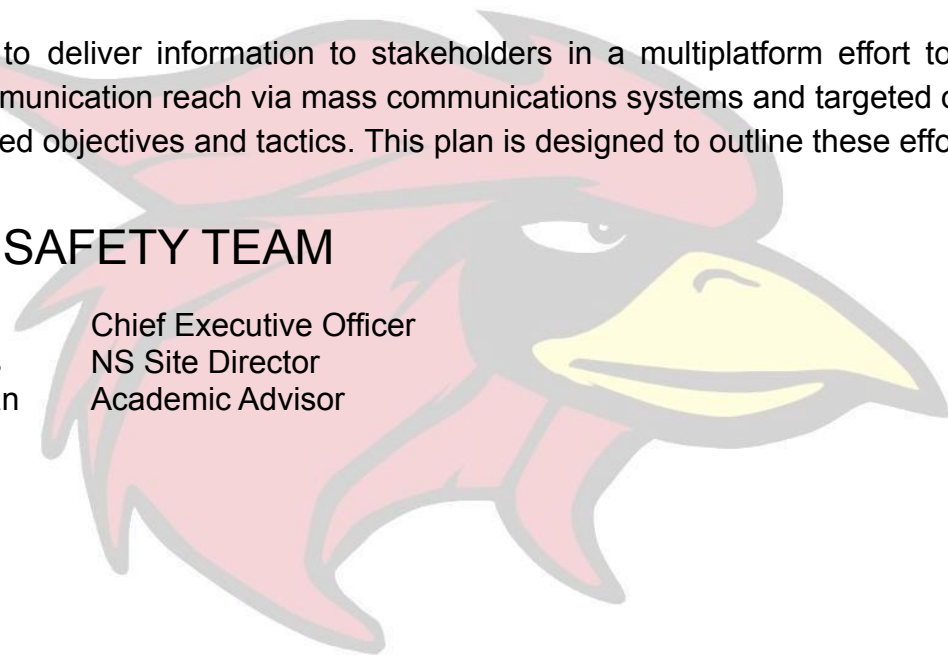 to deliver information to stakeholders in a multiplatform effort to
munication reach via mass communications systems and targeted
ed objectives and tactics. This plan is designed to outline these effo
SAFETY TEAM
Chief Executive Officer
NS Site Director
an Academic Advisor